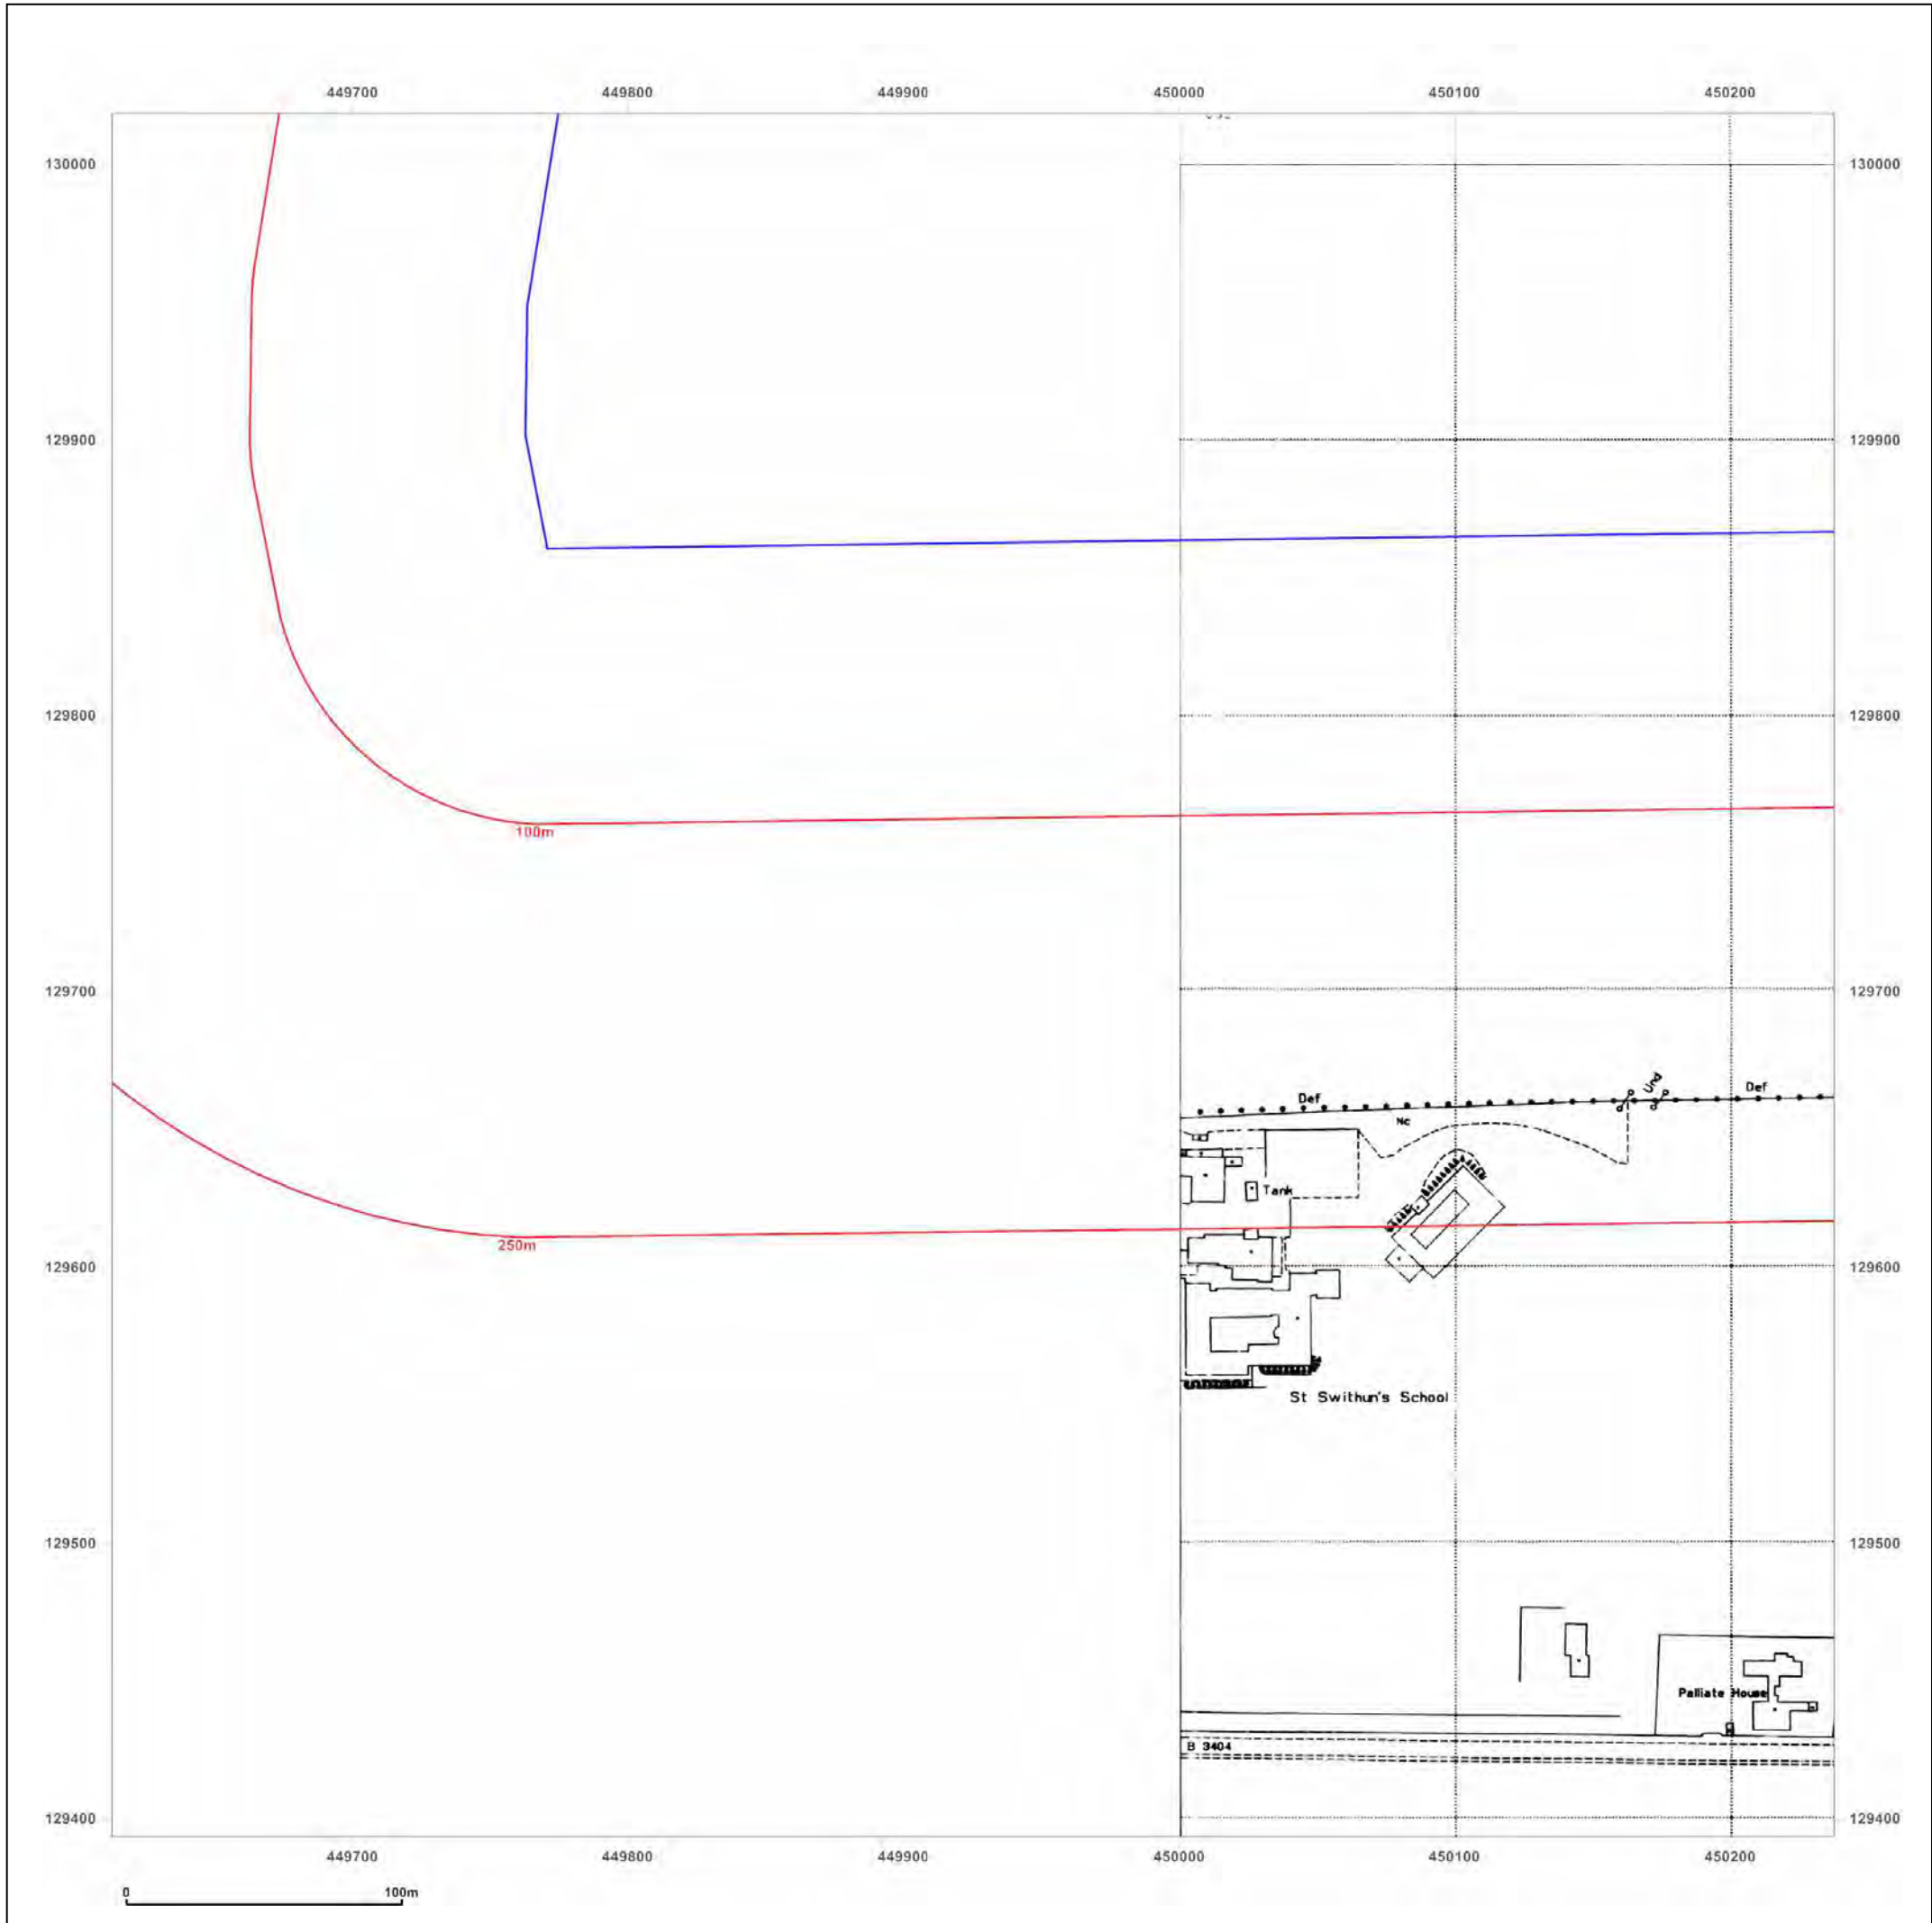 449700 449800 449900 450000 450100 450200
130000 130000
129900 129900
129800 129800
100m
129700 129700
Und
Def Def
Nc
Tank
250m
129600 129600
St Swithun's School
129500 129500
Palliate House
B 3404
129400 129400
449700 449800 449900 450000 450100 450200
0 100m